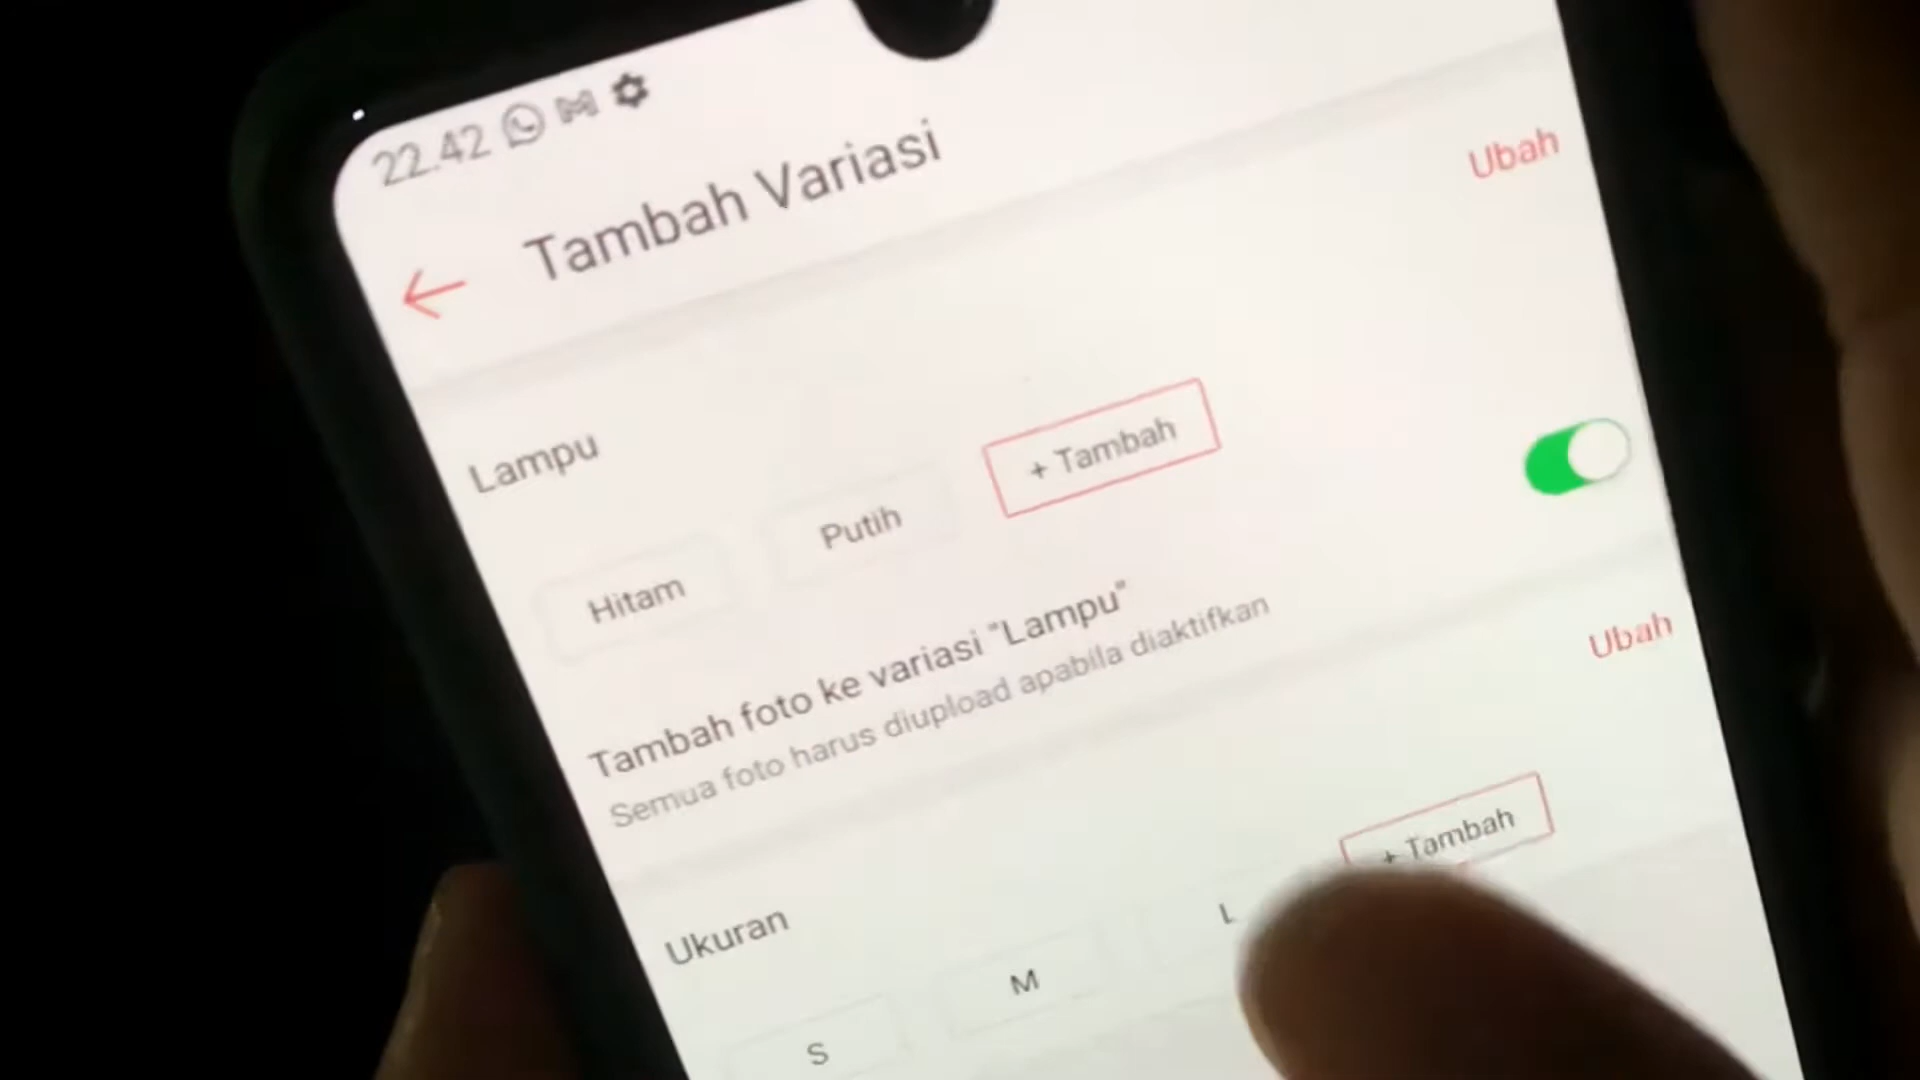 22.42
Tambah Variasi
Ubah
Lampu
Hitam Putih + Tambah
Tambah foto ke variasi "Lampu"
Semua foto harus diupload apabila diaktifkan
Ubah
Ukuran
S M L + Tambah